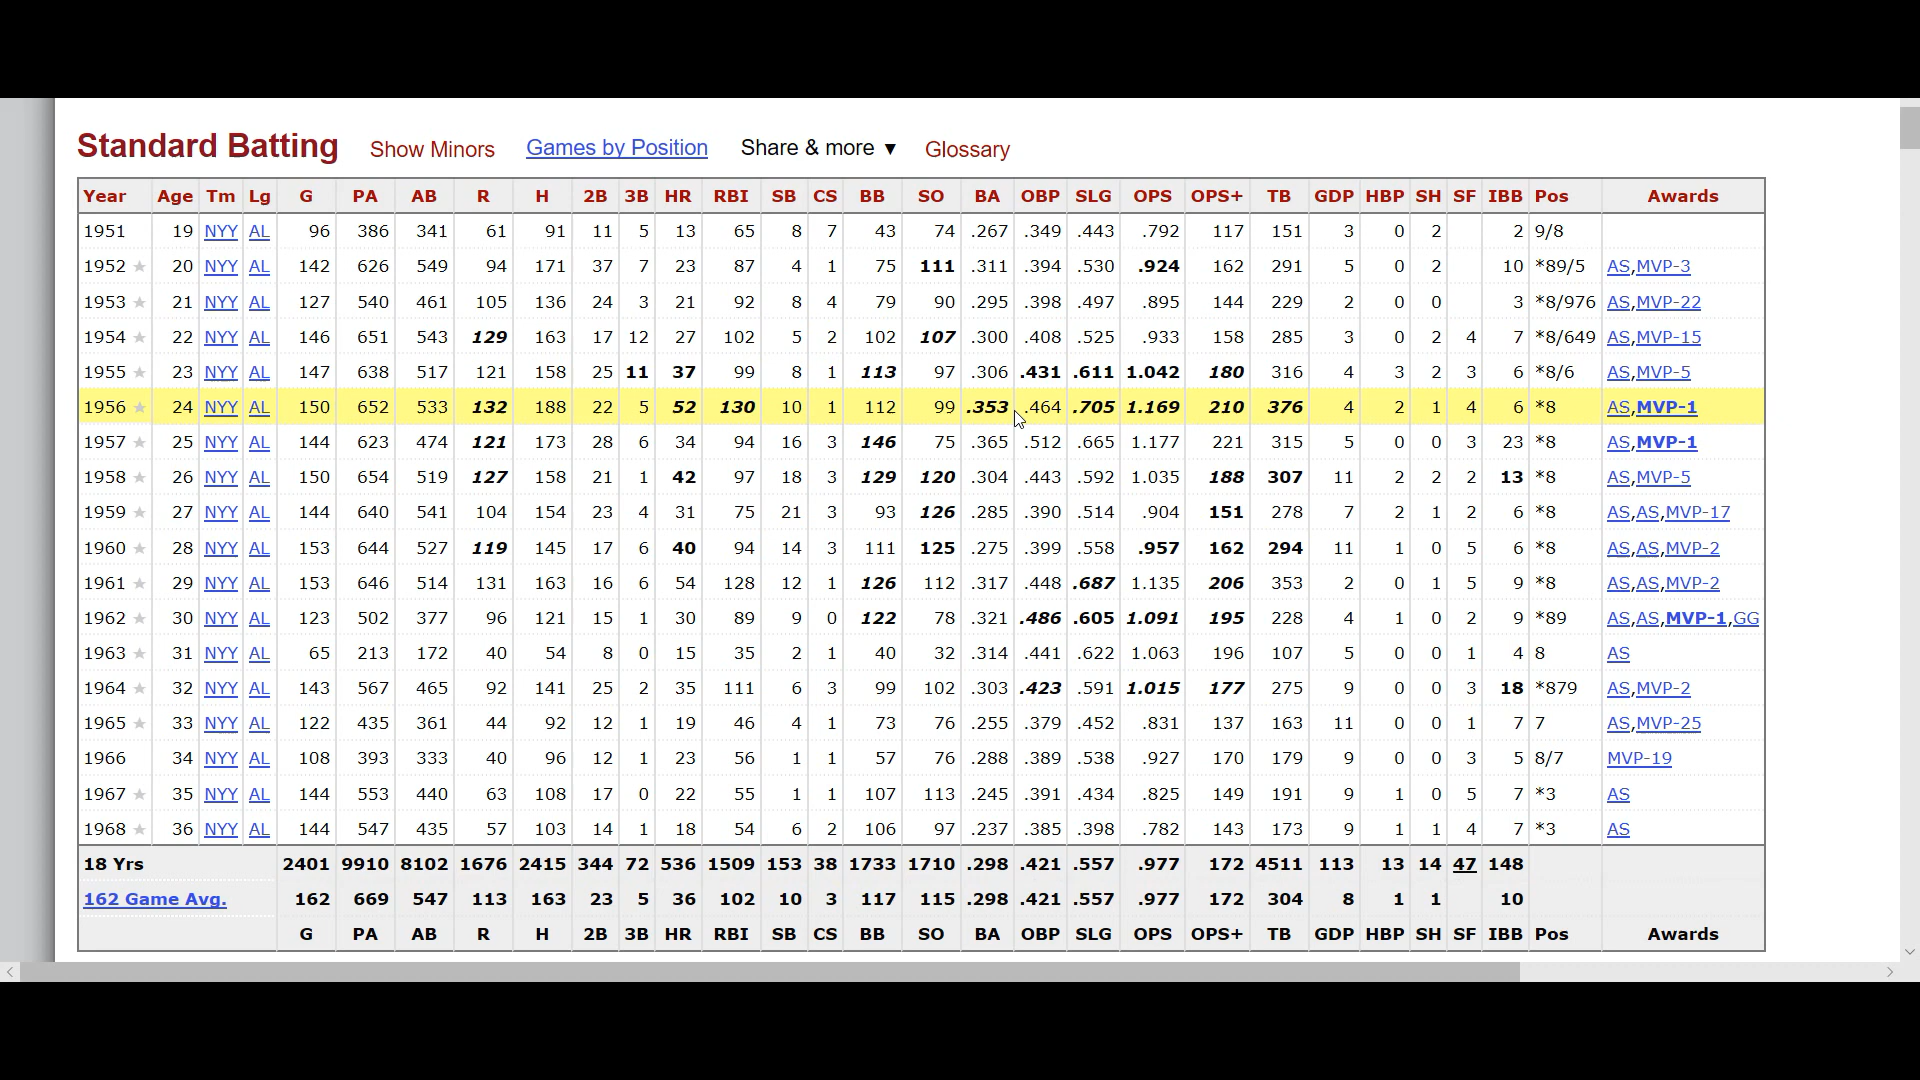 Standard Batting Show Minors Games by Position Share & more ▼ Glossary
Year Age Tm Lg G PA AB R H 2B 3B HR RBI SB CS BB SO BA OBP SLG OPS OPS+ TB GDP HBP SH SF IBB Pos Awards
1951 19 NYY AL 96 386 341 61 91 11 5 13 65 8 7 43 74 .267 .349 .443 .792 117 151 3 0 2 2 9/8
1952 ★ 20 NYY AL 142 626 549 94 171 37 7 23 87 4 1 75 111 .311 .394 .530 .924 162 291 5 0 2 10 *89/5 AS,MVP-3
1953 ★ 21 NYY AL 127 540 461 105 136 24 3 21 92 8 4 79 90 .295 .398 .497 .895 144 229 2 0 0 3 *8/976 AS,MVP-22
1954 ★ 22 NYY AL 146 651 543 129 163 17 12 27 102 5 2 102 107 .300 .408 .525 .933 158 285 3 0 2 4 7 *8/649 AS,MVP-15
1955 ★ 23 NYY AL 147 638 517 121 158 25 11 37 99 8 1 113 97 .306 .431 .611 1.042 180 316 4 3 2 3 6 *8/6 AS,MVP-5
1956 ★ 24 NYY AL 150 652 533 132 188 22 5 52 130 10 1 112 99 .353 .464 .705 1.169 210 376 4 2 1 4 6 *8 AS,MVP-1
1957 ★ 25 NYY AL 144 623 474 121 173 28 6 34 94 16 3 146 75 .365 .512 .665 1.177 221 315 5 0 0 3 23 *8 AS,MVP-1
1958 ★ 26 NYY AL 150 654 519 127 158 21 1 42 97 18 3 129 120 .304 .443 .592 1.035 188 307 11 2 2 2 13 *8 AS,MVP-5
1959 ★ 27 NYY AL 144 640 541 104 154 23 4 31 75 21 3 93 126 .285 .390 .514 .904 151 278 7 2 1 2 6 *8 AS,AS,MVP-17
1960 ★ 28 NYY AL 153 644 527 119 145 17 6 40 94 14 3 111 125 .275 .399 .558 .957 162 294 11 1 0 5 6 *8 AS,AS,MVP-2
1961 ★ 29 NYY AL 153 646 514 131 163 16 6 54 128 12 1 126 112 .317 .448 .687 1.135 206 353 2 0 1 5 9 *8 AS,AS,MVP-2
1962 ★ 30 NYY AL 123 502 377 96 121 15 1 30 89 9 0 122 78 .321 .486 .605 1.091 195 228 4 1 0 2 9 *89 AS,AS,MVP-1,GG
1963 ★ 31 NYY AL 65 213 172 40 54 8 0 15 35 2 1 40 32 .314 .441 .622 1.063 196 107 5 0 0 1 4 8 AS
1964 ★ 32 NYY AL 143 567 465 92 141 25 2 35 111 6 3 99 102 .303 .423 .591 1.015 177 275 9 0 0 3 18 *879 AS,MVP-2
1965 ★ 33 NYY AL 122 435 361 44 92 12 1 19 46 4 1 73 76 .255 .379 .452 .831 137 163 11 0 0 1 7 7 AS,MVP-25
1966 34 NYY AL 108 393 333 40 96 12 1 23 56 1 1 57 76 .288 .389 .538 .927 170 179 9 0 0 3 5 8/7 MVP-19
1967 ★ 35 NYY AL 144 553 440 63 108 17 0 22 55 1 1 107 113 .245 .391 .434 .825 149 191 9 1 0 5 7 *3 AS
1968 ★ 36 NYY AL 144 547 435 57 103 14 1 18 54 6 2 106 97 .237 .385 .398 .782 143 173 9 1 1 4 7 *3 AS
18 Yrs 2401 9910 8102 1676 2415 344 72 536 1509 153 38 1733 1710 .298 .421 .557 .977 172 4511 113 13 14 47 148
162 Game Avg. 162 669 547 113 163 23 5 36 102 10 3 117 115 .298 .421 .557 .977 172 304 8 1 1 10
G PA AB R H 2B 3B HR RBI SB CS BB SO BA OBP SLG OPS OPS+ TB GDP HBP SH SF IBB Pos Awards